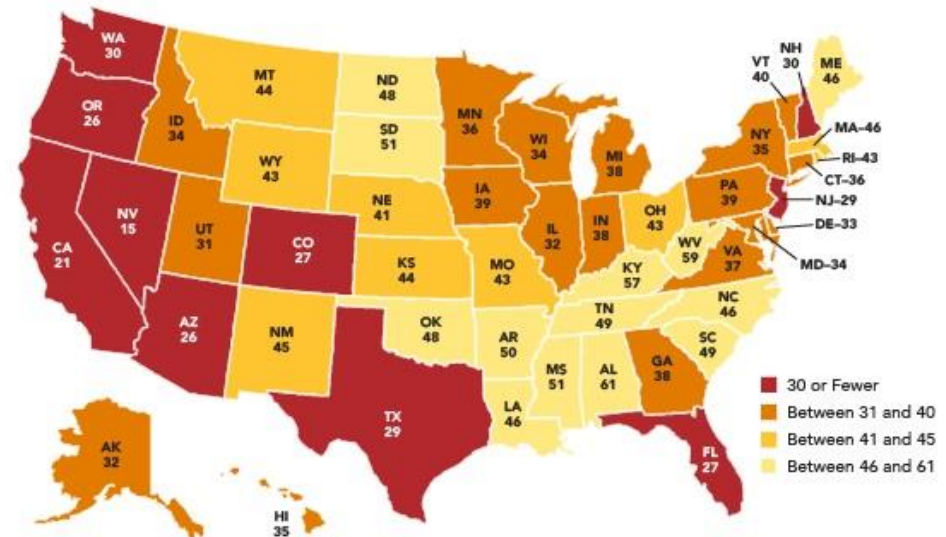 WA
30
OR
26
CA
21
NV
15
ID
34
MT
44
WY
43
UT
31
CO
27
AZ
26
NM
45
ND
48
SD
51
NE
41
KS
44
OK
48
TX
29
MN
36
IA
39
MO
43
AR
50
LA
46
WI
34
IL
32
MI
38
IN
38
OH
43
KY
57
TN
49
MS
51
AL
61
GA
38
FL
27
SC
49
NC
46
VA
37
WV
59
PA
39
NY
35
VT
40
NH
30
ME
46
MA–46
RI–43
CT–36
NJ–29
DE–33
MD–34
AK
32
HI
35
30 or Fewer
Between 31 and 40
Between 41 and 45
Between 46 and 61